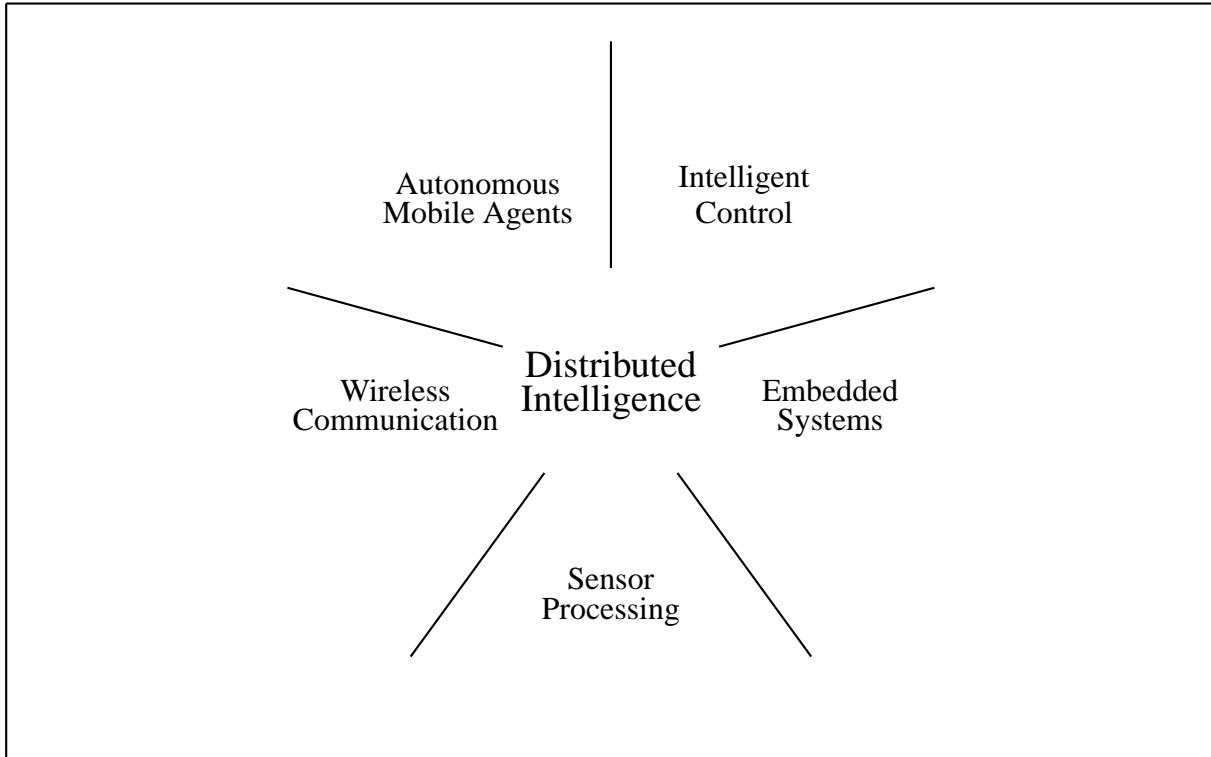 Autonomous
Mobile Agents
Intelligent
Control
Distributed
Intelligence
Wireless
Communication
Embedded
Systems
Sensor
Processing